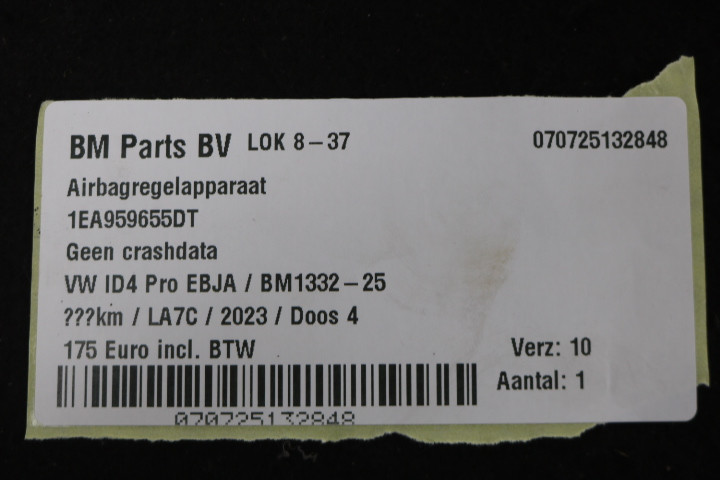 BM Parts BV LOK 8-37 070725132848
Airbagregelapparaat
1EA959655DT
Geen crashdata
VW ID4 Pro EBJA / BM1332-25
???km / LA7C / 2023 / Doos 4
175 Euro incl. BTW Verz: 10
Aantal: 1
070725132848